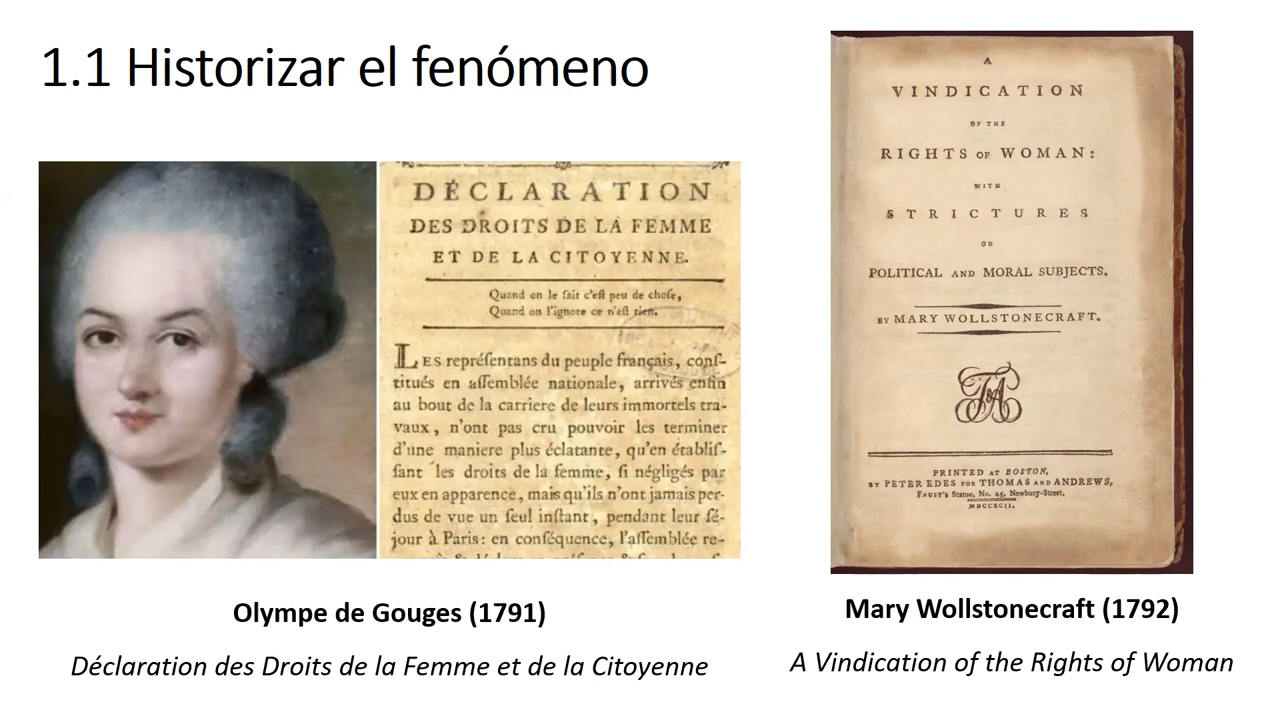 1.1 Historizar el fenómeno
DÉCLARATION
DES DROITS DE LA FEMME
ET DE LA CITOYENNE.
Quand on le ſait c'eſt peu de choſe,
Quand on l'ignore ce n'eſt rien.
LES repréſentans du peuple français, conſ-
titués en aſſemblée nationale, arrivés enfin
au bout de la carriere de leurs immortels tra-
vaux, n'ont pas cru pouvoir les terminer
d'une maniere plus éclatante, qu'en établiſ-
ſant les droits de la femme, ſi négligés par
eux en apparence, mais qu'ils n'ont jamais per-
dus de vue un ſeul inſtant, pendant leur ſé-
jour à Paris: en conſéquence, l'aſſemblée re-
A
VINDICATION
OF THE
RIGHTS OF WOMAN:
WITH
STRICTURES
ON
POLITICAL AND MORAL SUBJECTS.
BY MARY WOLLSTONECRAFT.
PRINTED AT BOSTON,
BY PETER EDES FOR THOMAS AND ANDREWS,
FAUST'S Statue, No. 45, Newbury-Street,
MDCCXCII.
Olympe de Gouges (1791)
Déclaration des Droits de la Femme et de la Citoyenne
Mary Wollstonecraft (1792)
A Vindication of the Rights of Woman